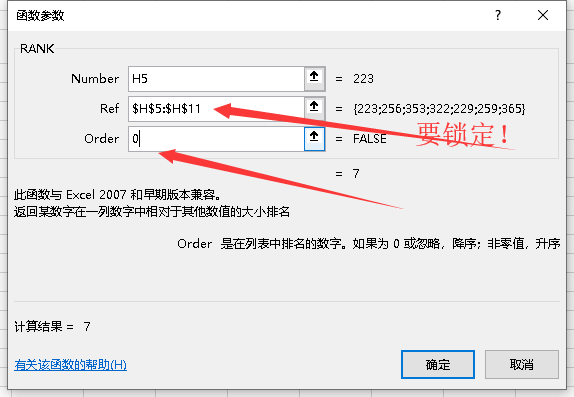 函数参数
?
RANK
Number H5 = 223
Ref $H$5:$H$11 = {223;256;353;322;229;259;365}
Order 0 = FALSE
要锁定!
= 7
此函数与 Excel 2007 和早期版本兼容。
返回某数字在一列数字中相对于其他数值的大小排名
Order 是在列表中排名的数字。如果为 0 或忽略，降序；非零值，升序
计算结果 = 7
有关该函数的帮助(H)
确定
取消